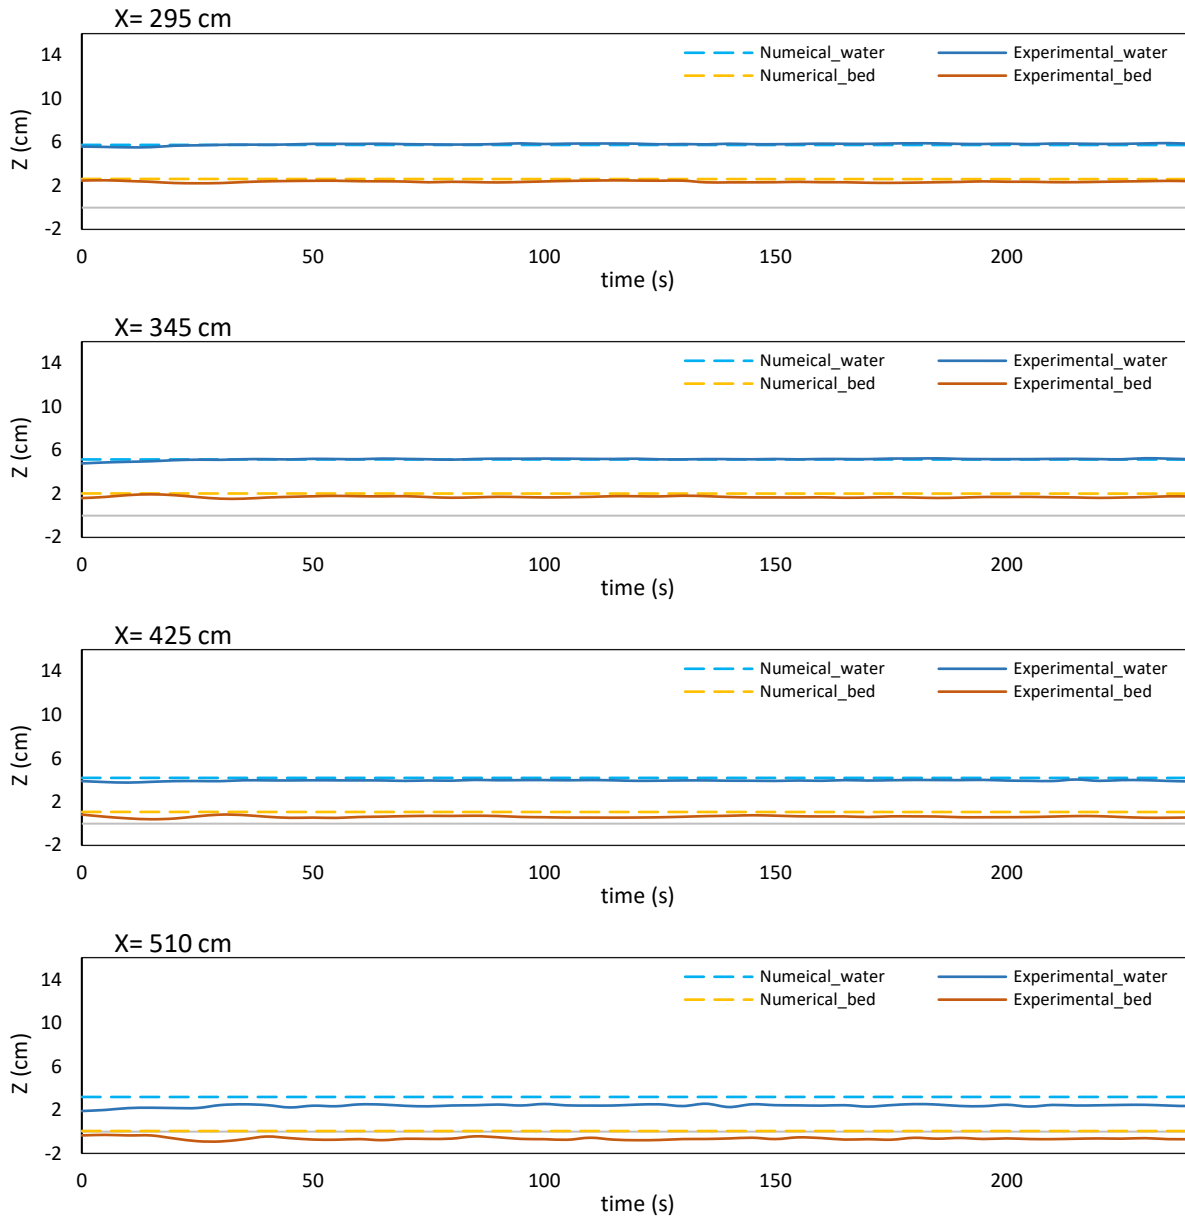 X= 295 cm
14
10
6
2
-2
Z (cm)
Numeical_water Experimental_water
Numerical_bed Experimental_bed
0 50 100 150 200
time (s)
X= 345 cm
14
10
6
2
-2
Z (cm)
Numeical_water Experimental_water
Numerical_bed Experimental_bed
0 50 100 150 200
time (s)
X= 425 cm
14
10
6
2
-2
Z (cm)
Numeical_water Experimental_water
Numerical_bed Experimental_bed
0 50 100 150 200
time (s)
X= 510 cm
14
10
6
2
-2
Z (cm)
Numeical_water Experimental_water
Numerical_bed Experimental_bed
0 50 100 150 200
time (s)